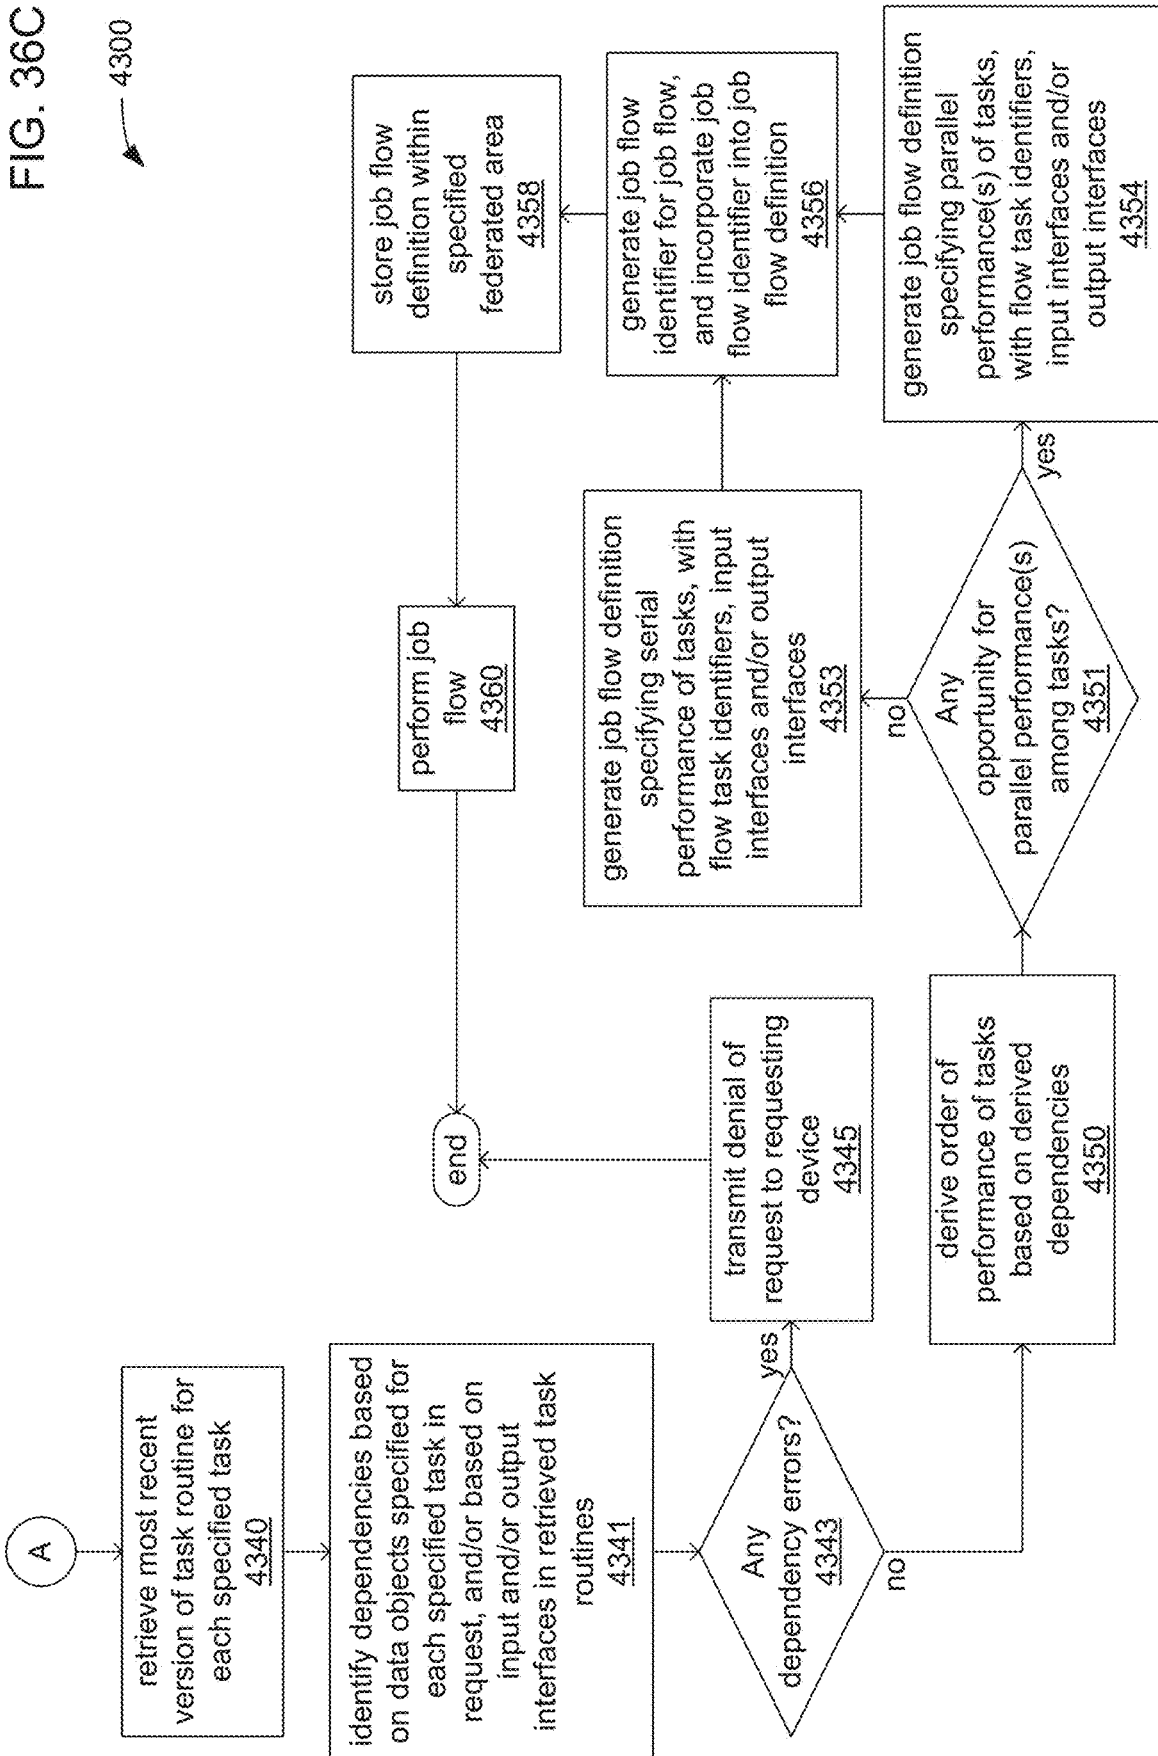 FIG. 36C
4300
A
retrieve most recent
version of task routine for
each specified task
4340
identify dependencies based
on data objects specified for
each specified task in
request, and/or based on
input and/or output
interfaces in retrieved task
routines
4341
Any
dependency errors?
4343
yes
no
transmit denial of
request to requesting
device
4345
end
derive order of
performance of tasks
based on derived
dependencies
4350
Any
opportunity for
parallel performance(s)
among tasks?
4351
no
yes
generate job flow definition
specifying serial
performance of tasks, with
flow task identifiers, input
interfaces and/or output
interfaces
4353
generate job flow definition
specifying parallel
performance(s) of tasks,
with flow task identifiers,
input interfaces and/or
output interfaces
4354
generate job flow
identifier for job flow,
and incorporate job
flow identifier into job
flow definition
4356
store job flow
definition within
specified
federated area
4358
perform job
flow
4360